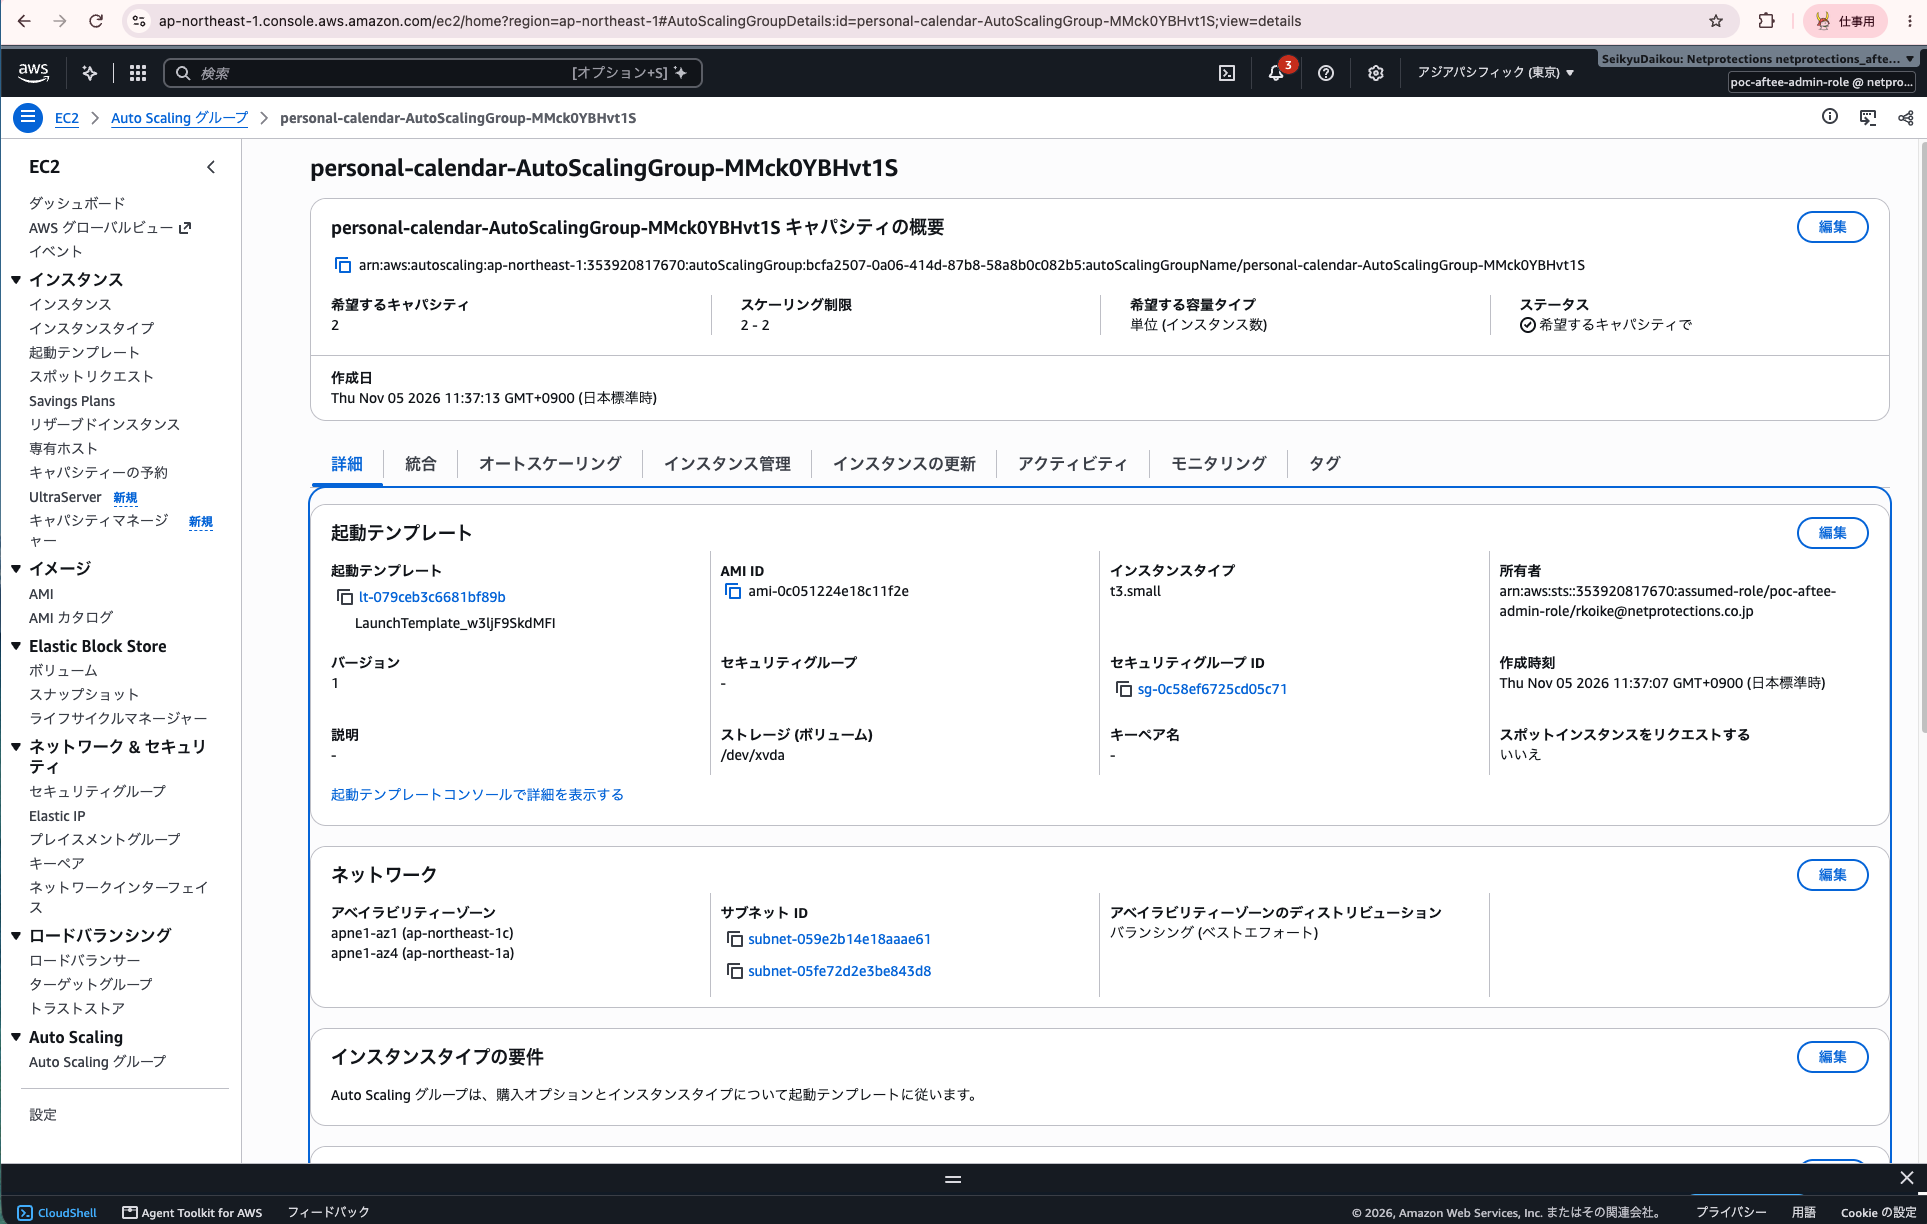 ap-northeast-1.console.aws.amazon.com/ec2/home?region=ap-northeast-1#AutoScalingGroupDetails:id=personal-calendar-AutoScalingGroup-MMck0YBHvt1S;view=details
仕事用
aws
検索
[オプション+S]
3
アジアパシフィック (東京)
SeikyuDaikou: Netprotections netprotections_afte...
poc-aftee-admin-role @ netpro...
EC2
Auto Scaling グループ
personal-calendar-AutoScalingGroup-MMck0YBHvt1S
EC2
ダッシュボード
AWS グローバルビュー
イベント
インスタンス
インスタンス
インスタンスタイプ
起動テンプレート
スポットリクエスト
Savings Plans
リザーブドインスタンス
専有ホスト
キャパシティーの予約
UltraServer 新規
キャパシティマネージ
ャー
新規
イメージ
AMI
AMI カタログ
Elastic Block Store
ボリューム
スナップショット
ライフサイクルマネージャー
ネットワーク & セキュリ
ティ
セキュリティグループ
Elastic IP
プレイスメントグループ
キーペア
ネットワークインターフェイ
ス
ロードバランシング
ロードバランサー
ターゲットグループ
トラストストア
Auto Scaling
Auto Scaling グループ
設定
personal-calendar-AutoScalingGroup-MMck0YBHvt1S
personal-calendar-AutoScalingGroup-MMck0YBHvt1S キャパシティの概要
編集
arn:aws:autoscaling:ap-northeast-1:353920817670:autoScalingGroup:bcfa2507-0a06-414d-87b8-58a8b0c082b5:autoScalingGroupName/personal-calendar-AutoScalingGroup-MMck0YBHvt1S
希望するキャパシティ
2
スケーリング制限
2 - 2
希望する容量タイプ
単位 (インスタンス数)
ステータス
希望するキャパシティで
作成日
Thu Nov 05 2026 11:37:13 GMT+0900 (日本標準時)
詳細
統合
オートスケーリング
インスタンス管理
インスタンスの更新
アクティビティ
モニタリング
タグ
起動テンプレート
編集
起動テンプレート
lt-079ceb3c6681bf89b
LaunchTemplate_w3ljF9SkdMFI
AMI ID
ami-0c051224e18c11f2e
インスタンスタイプ
t3.small
所有者
arn:aws:sts::353920817670:assumed-role/poc-aftee-
admin-role/rkoike@netprotections.co.jp
バージョン
1
セキュリティグループ
-
セキュリティグループ ID
sg-0c58ef6725cd05c71
作成時刻
Thu Nov 05 2026 11:37:07 GMT+0900 (日本標準時)
説明
-
ストレージ (ボリューム)
/dev/xvda
キーペア名
-
スポットインスタンスをリクエストする
いいえ
起動テンプレートコンソールで詳細を表示する
ネットワーク
編集
アベイラビリティーゾーン
apne1-az1 (ap-northeast-1c)
apne1-az4 (ap-northeast-1a)
サブネット ID
subnet-059e2b14e18aaae61
subnet-05fe72d2e3be843d8
アベイラビリティーゾーンのディストリビューション
バランシング (ベストエフォート)
インスタンスタイプの要件
編集
Auto Scaling グループは、購入オプションとインスタンスタイプについて起動テンプレートに従います。
CloudShell
Agent Toolkit for AWS
フィードバック
© 2026, Amazon Web Services, Inc. またはその関連会社。
プライバシー
用語
Cookie の設定